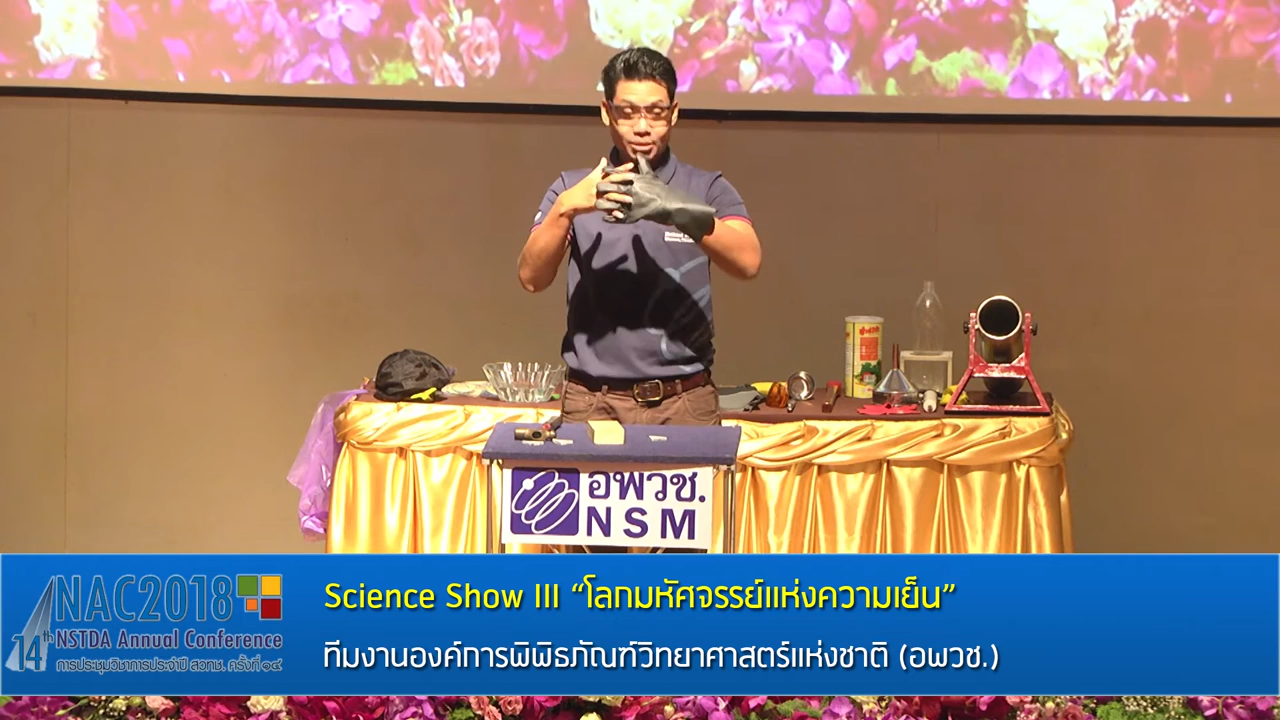 อพวช.
NSM
NAC2018
14th NSTDA Annual Conference
การประชุมวิชาการประจำปี สวทช. ครั้งที่ ๑๔
Science Show III “โลกมหัศจรรย์แห่งความเย็น”
ทีมงานองค์การพิพิธภัณฑ์วิทยาศาสตร์แห่งชาติ (อพวช.)